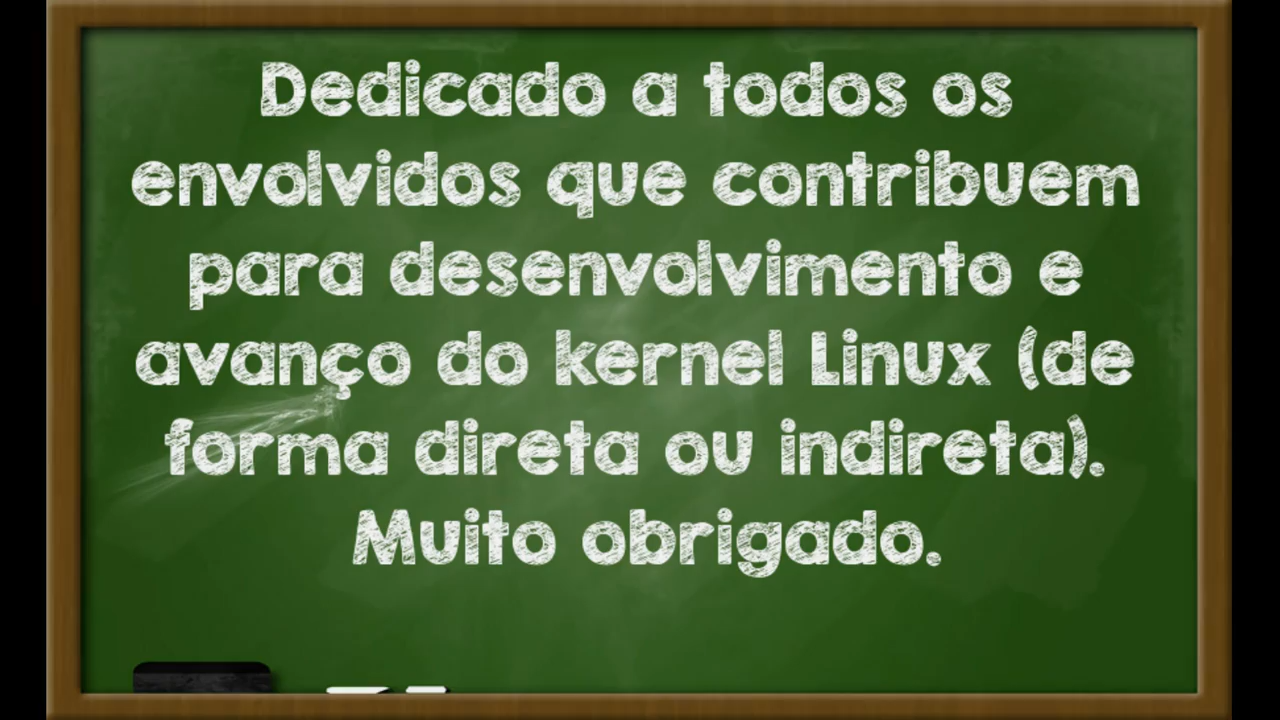 Dedicado a todos os
envolvidos que contribuem
para desenvolvimento e
avanço do kernel Linux (de
forma direta ou indireta).
Muito obrigado.